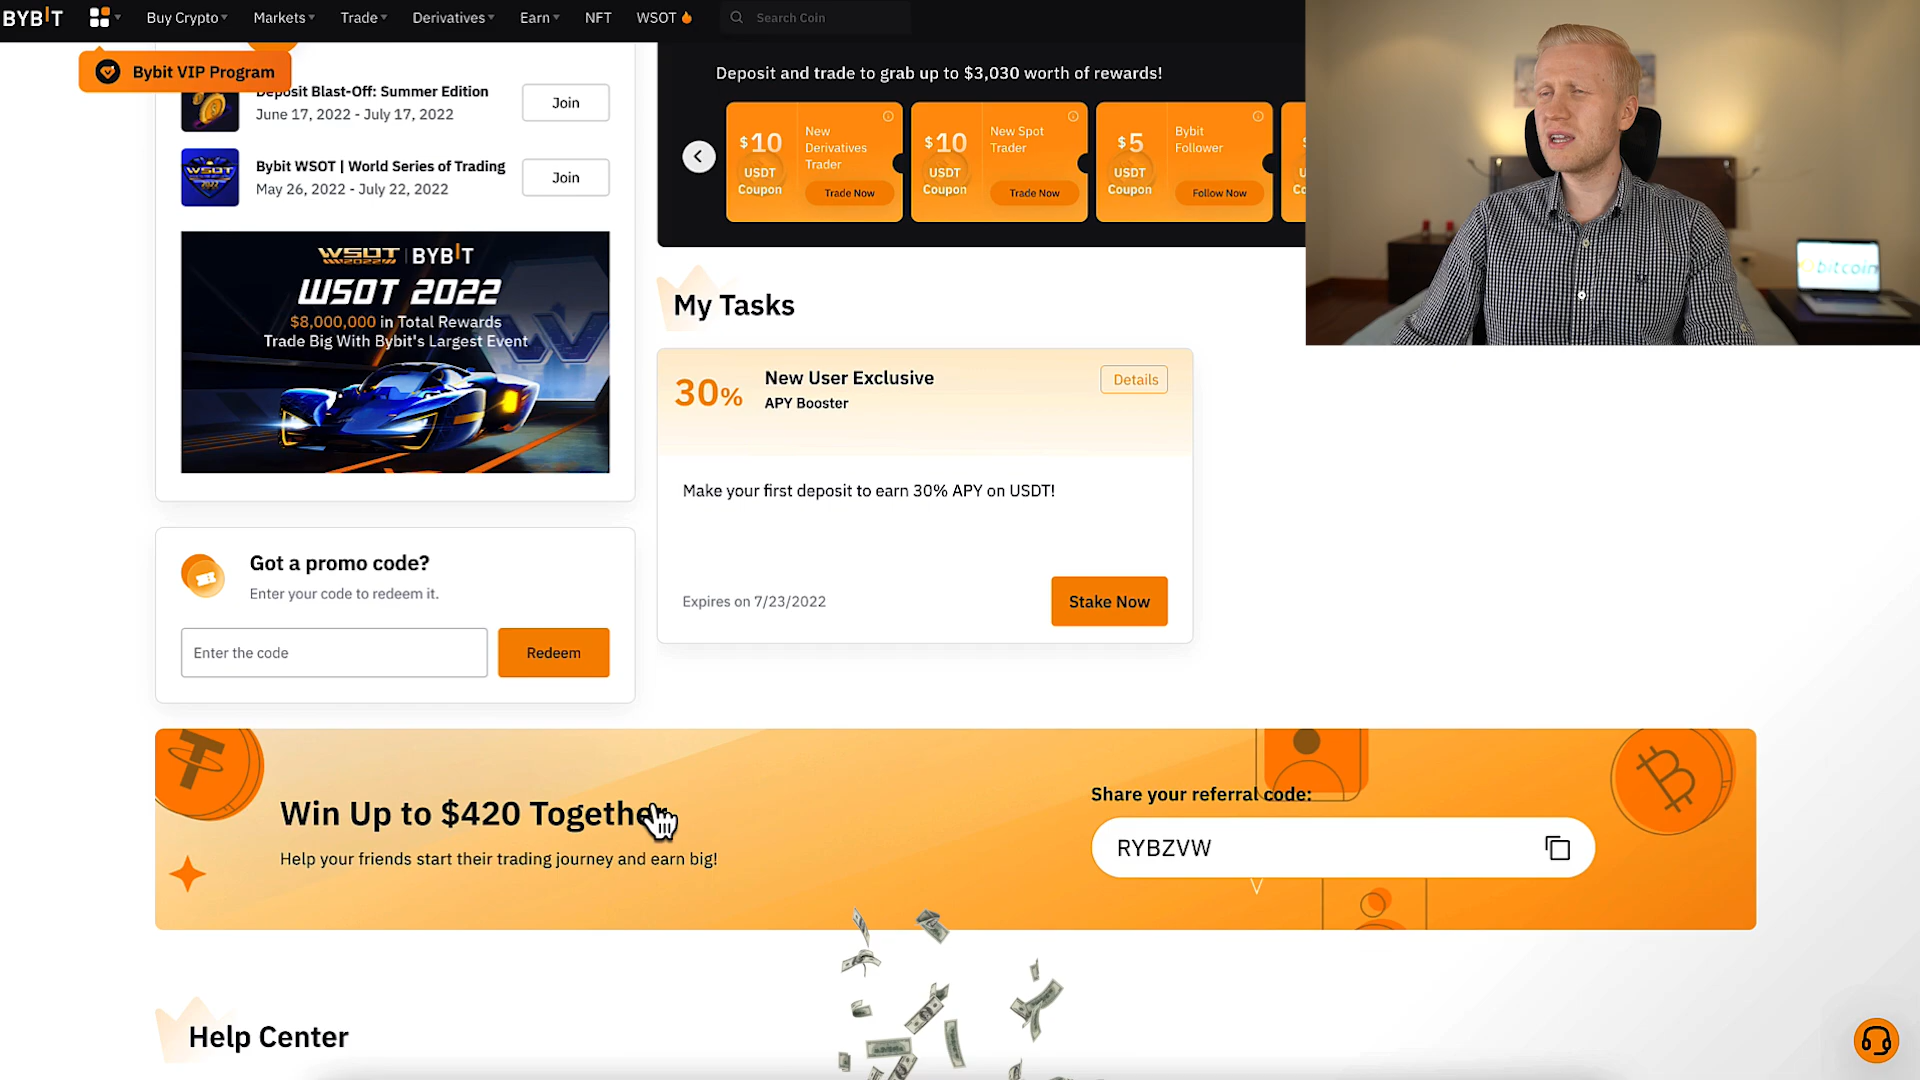 BYBIT
Buy Crypto
Markets
Trade
Derivatives
Earn
NFT
WSOT
Search Coin
Bybit VIP Program
Deposit Blast-Off: Summer Edition
June 17, 2022 - July 17, 2022
Join
WSOT
2022
Bybit WSOT | World Series of Trading
May 26, 2022 - July 22, 2022
Join
WSOT 2022 | BYBIT
WSOT 2022
$8,000,000 in Total Rewards
Trade Big With Bybit's Largest Event
Got a promo code?
Enter your code to redeem it.
Enter the code
Redeem
Deposit and trade to grab up to $3,030 worth of rewards!
$10
USDT
Coupon
New
Derivatives
Trader
Trade Now
$10
USDT
Coupon
New Spot
Trader
Trade Now
$5
USDT
Coupon
Bybit
Follower
Follow Now
My Tasks
30%
New User Exclusive
APY Booster
Details
Make your first deposit to earn 30% APY on USDT!
Expires on 7/23/2022
Stake Now
bitcoin
Win Up to $420 Together
Help your friends start their trading journey and earn big!
Share your referral code:
RYBZVW
Help Center